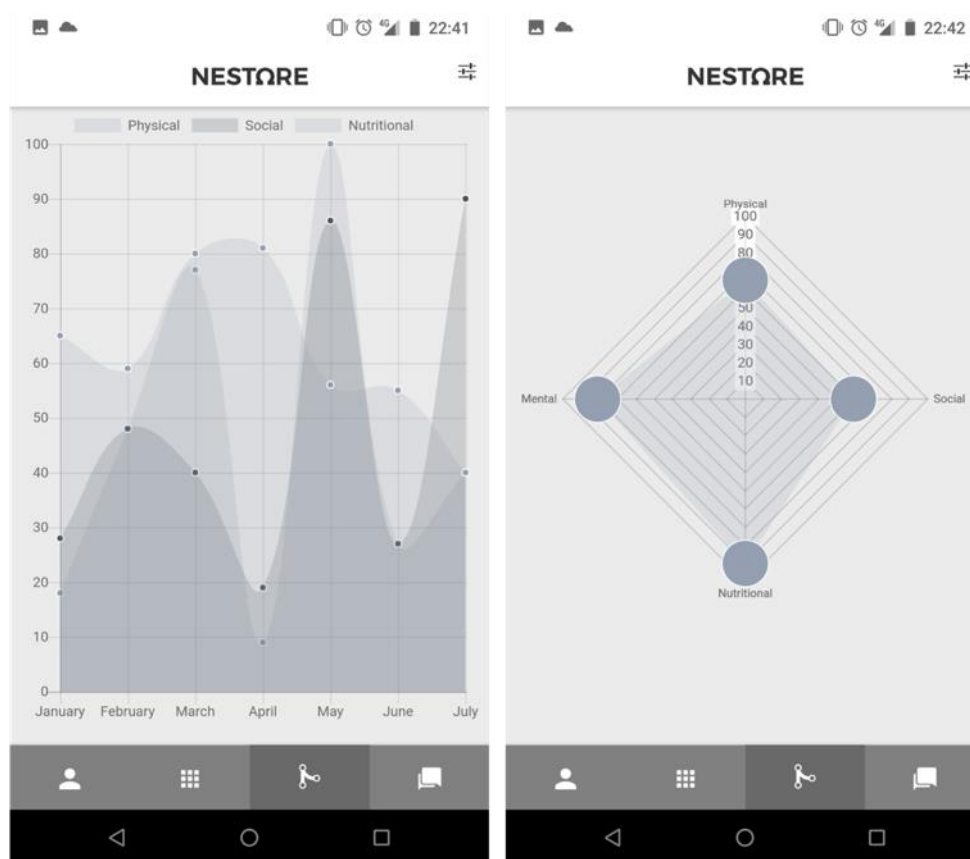 4G 22:41
NESTORE
Physical Social Nutritional
100
90
80
70
60
50
40
30
20
10
0
January February March April May June July
4G 22:42
NESTORE
Physical
100
90
80
50
40
30
20
10
Mental Social
Nutritional